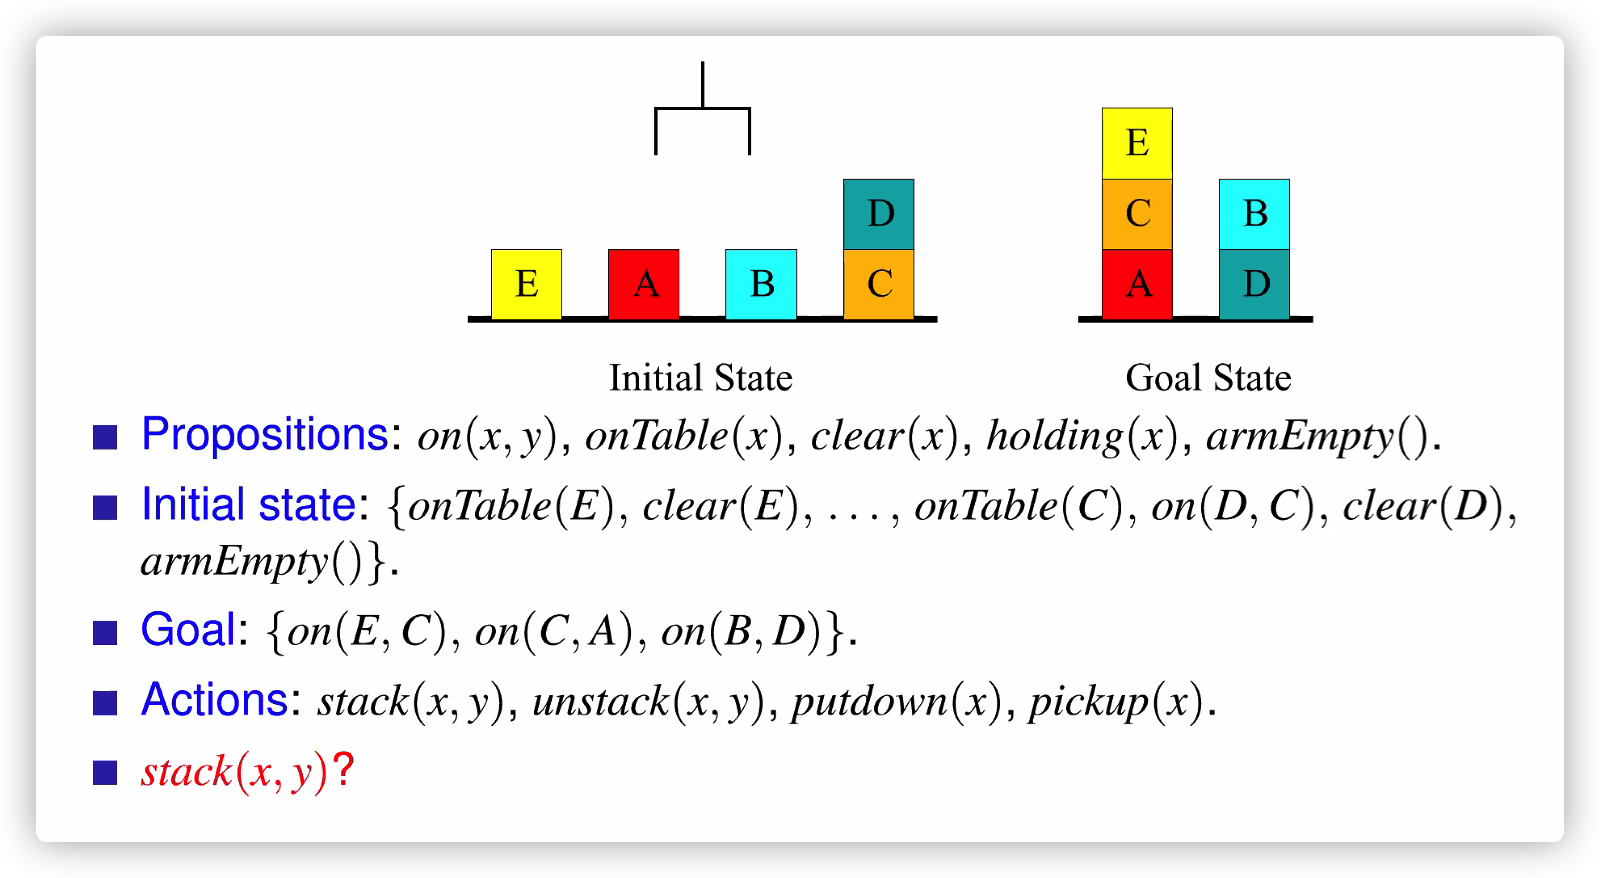 E
D
C
E
A
B
C
B
A
D
Initial State
Goal State
Propositions: on(x, y), onTable(x), clear(x), holding(x), armEmpty().
Initial state: {onTable(E), clear(E), . . . , onTable(C), on(D, C), clear(D),
armEmpty()}.
Goal: {on(E, C), on(C, A), on(B, D)}.
Actions: stack(x, y), unstack(x, y), putdown(x), pickup(x).
stack(x, y)?